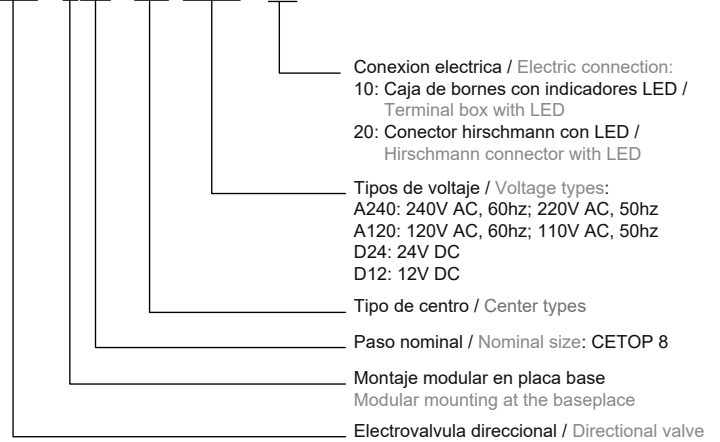 Conexion electrica / Electric connection:
10: Caja de bornes con indicadores LED /
Terminal box with LED
20: Conector hirschmann con LED /
Hirschmann connector with LED
Tipos de voltaje / Voltage types:
A240: 240V AC, 60hz; 220V AC, 50hz
A120: 120V AC, 60hz; 110V AC, 50hz
D24: 24V DC
D12: 12V DC
Tipo de centro / Center types
Paso nominal / Nominal size: CETOP 8
Montaje modular en placa base
Modular mounting at the baseplace
Electrovalvula direccional / Directional valve